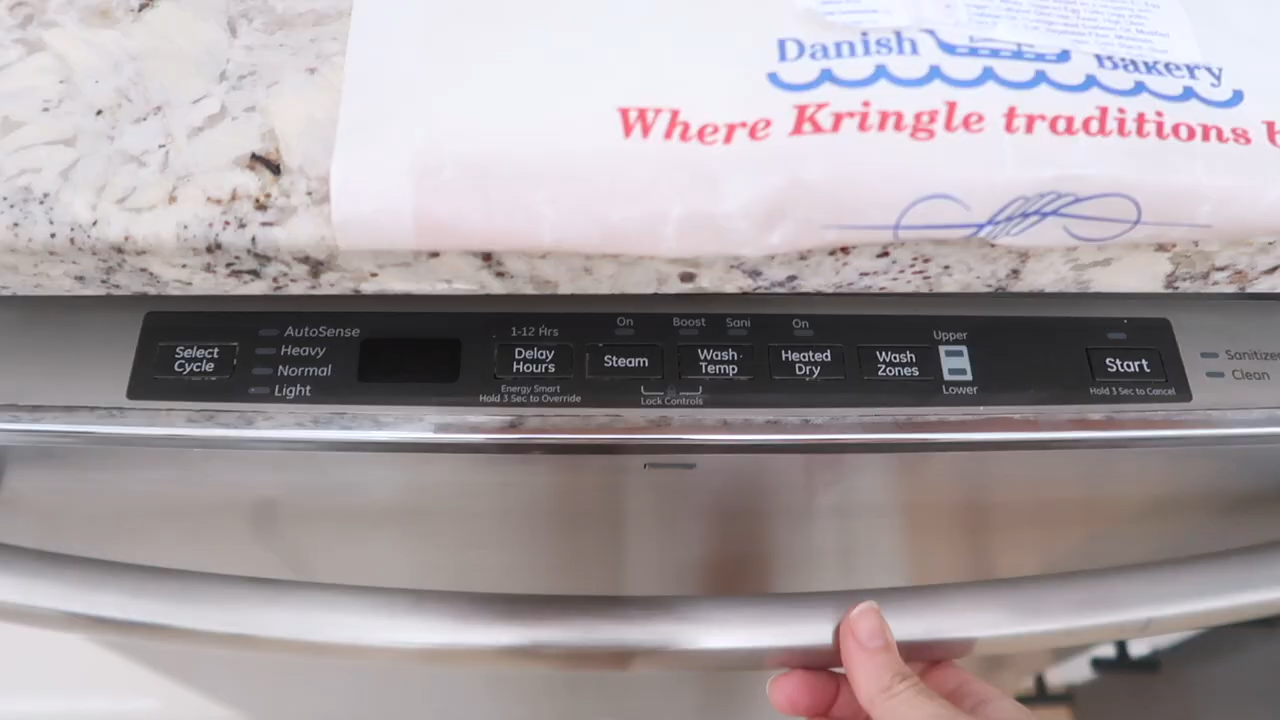 Danish Bakery
Where Kringle traditions
Select Cycle
AutoSense
Heavy
Normal
Light
1-12 Hrs
Delay Hours
Energy Smart
Hold 3 Sec to Override
On
Steam
Boost Sani
Wash Temp
Lock Controls
On
Heated Dry
Wash Zones
Upper
Lower
Start
Hold 3 Sec to Cancel
Sanitized
Clean